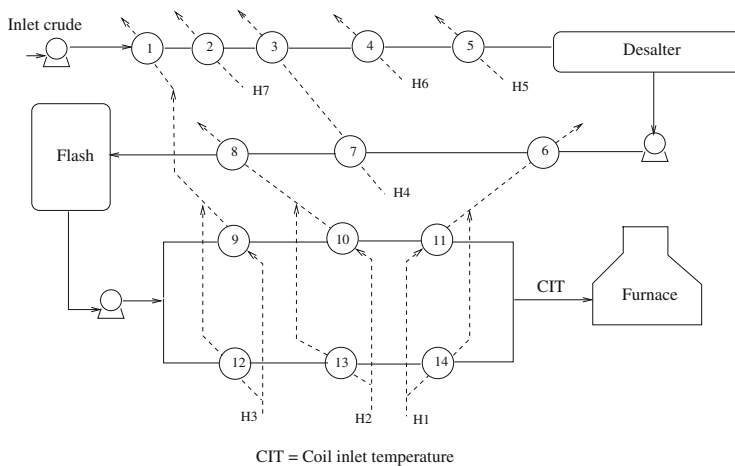 Inlet crude
1
2
3
4
5
Desalter
H7
H6
H5
Flash
8
7
6
H4
9
10
11
CIT
Furnace
12
13
14
H3
H2
H1
CIT = Coil inlet temperature